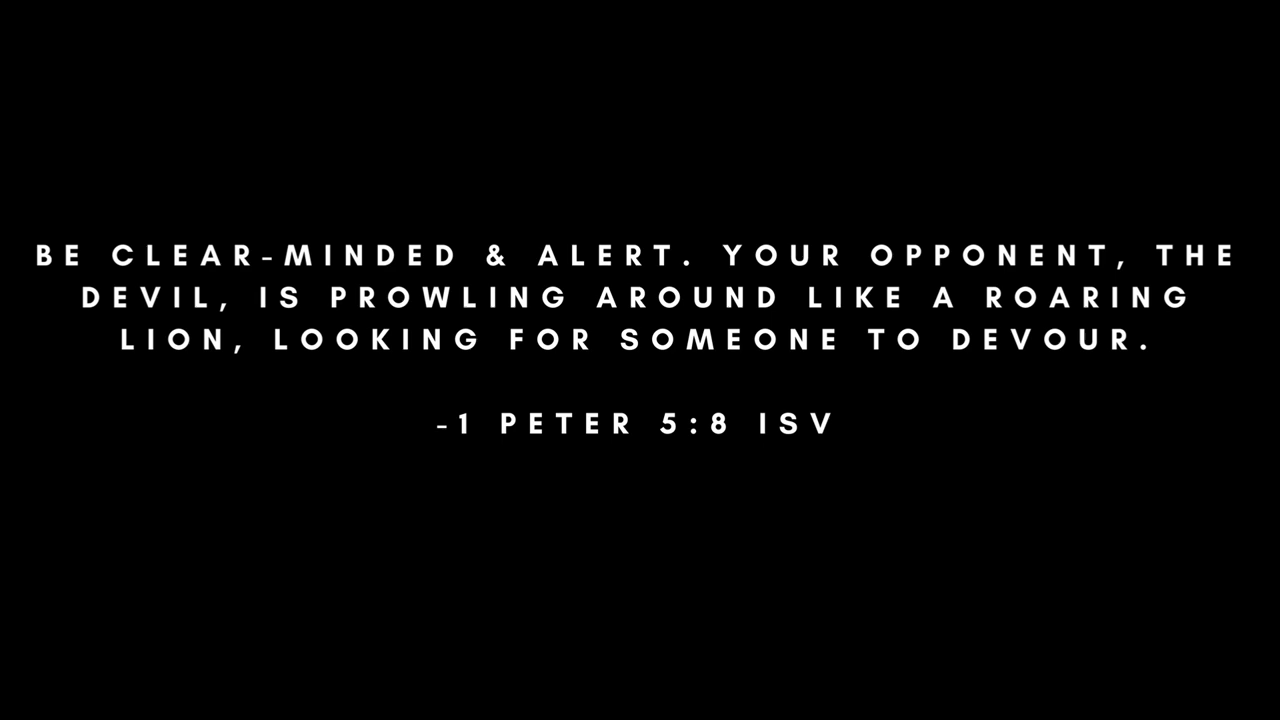 BE CLEAR-MINDED & ALERT. YOUR OPPONENT, THE
DEVIL, IS PROWLING AROUND LIKE A ROARING
LION, LOOKING FOR SOMEONE TO DEVOUR.
-1 PETER 5:8 ISV